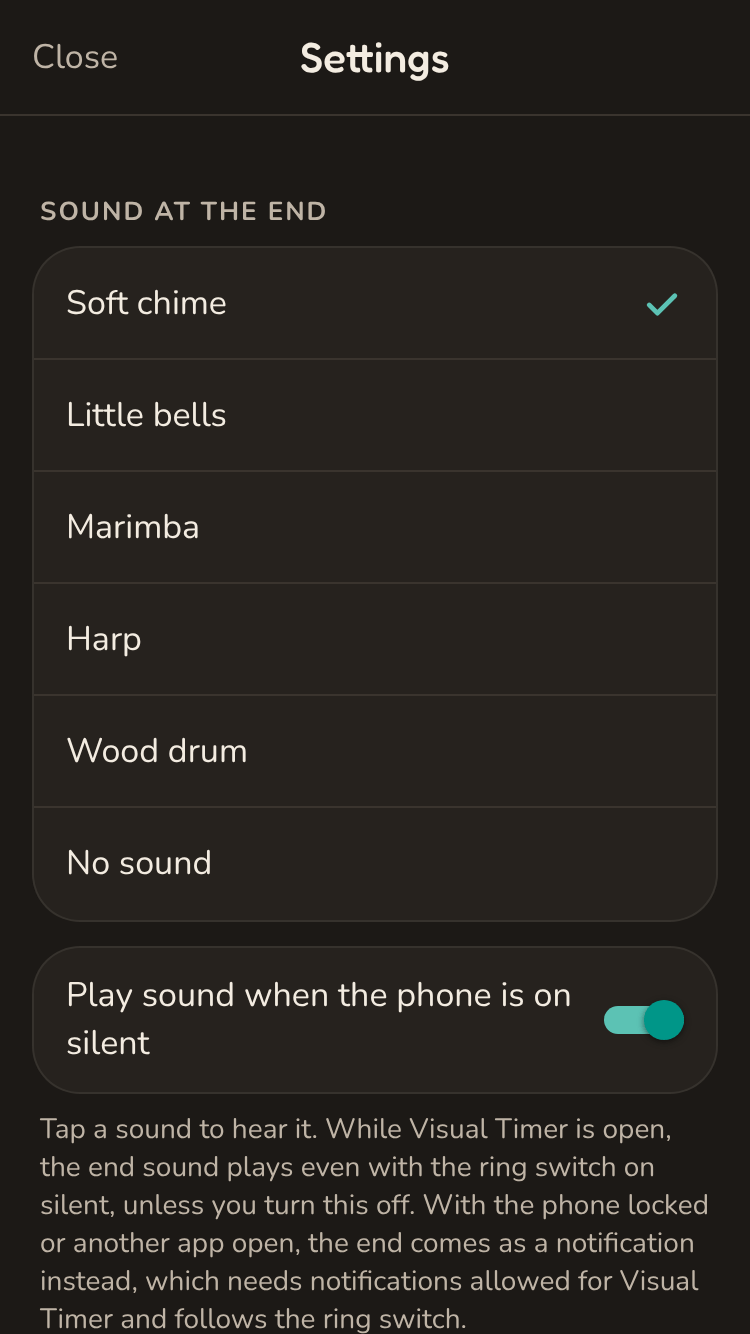 Close
Settings
SOUND AT THE END
Soft chime
Little bells
Marimba
Harp
Wood drum
No sound
Play sound when the phone is on
silent
Tap a sound to hear it. While Visual Timer is open,
the end sound plays even with the ring switch on
silent, unless you turn this off. With the phone locked
or another app open, the end comes as a notification
instead, which needs notifications allowed for Visual
Timer and follows the ring switch.